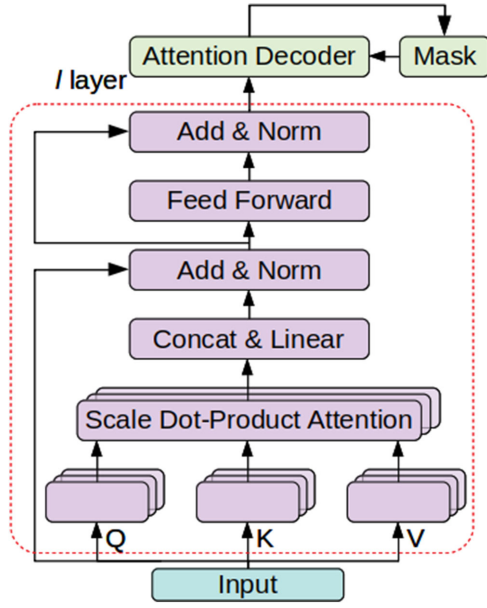 Attention Decoder
Mask
l layer
Add & Norm
Feed Forward
Add & Norm
Concat & Linear
Scale Dot-Product Attention
Q
K
V
Input